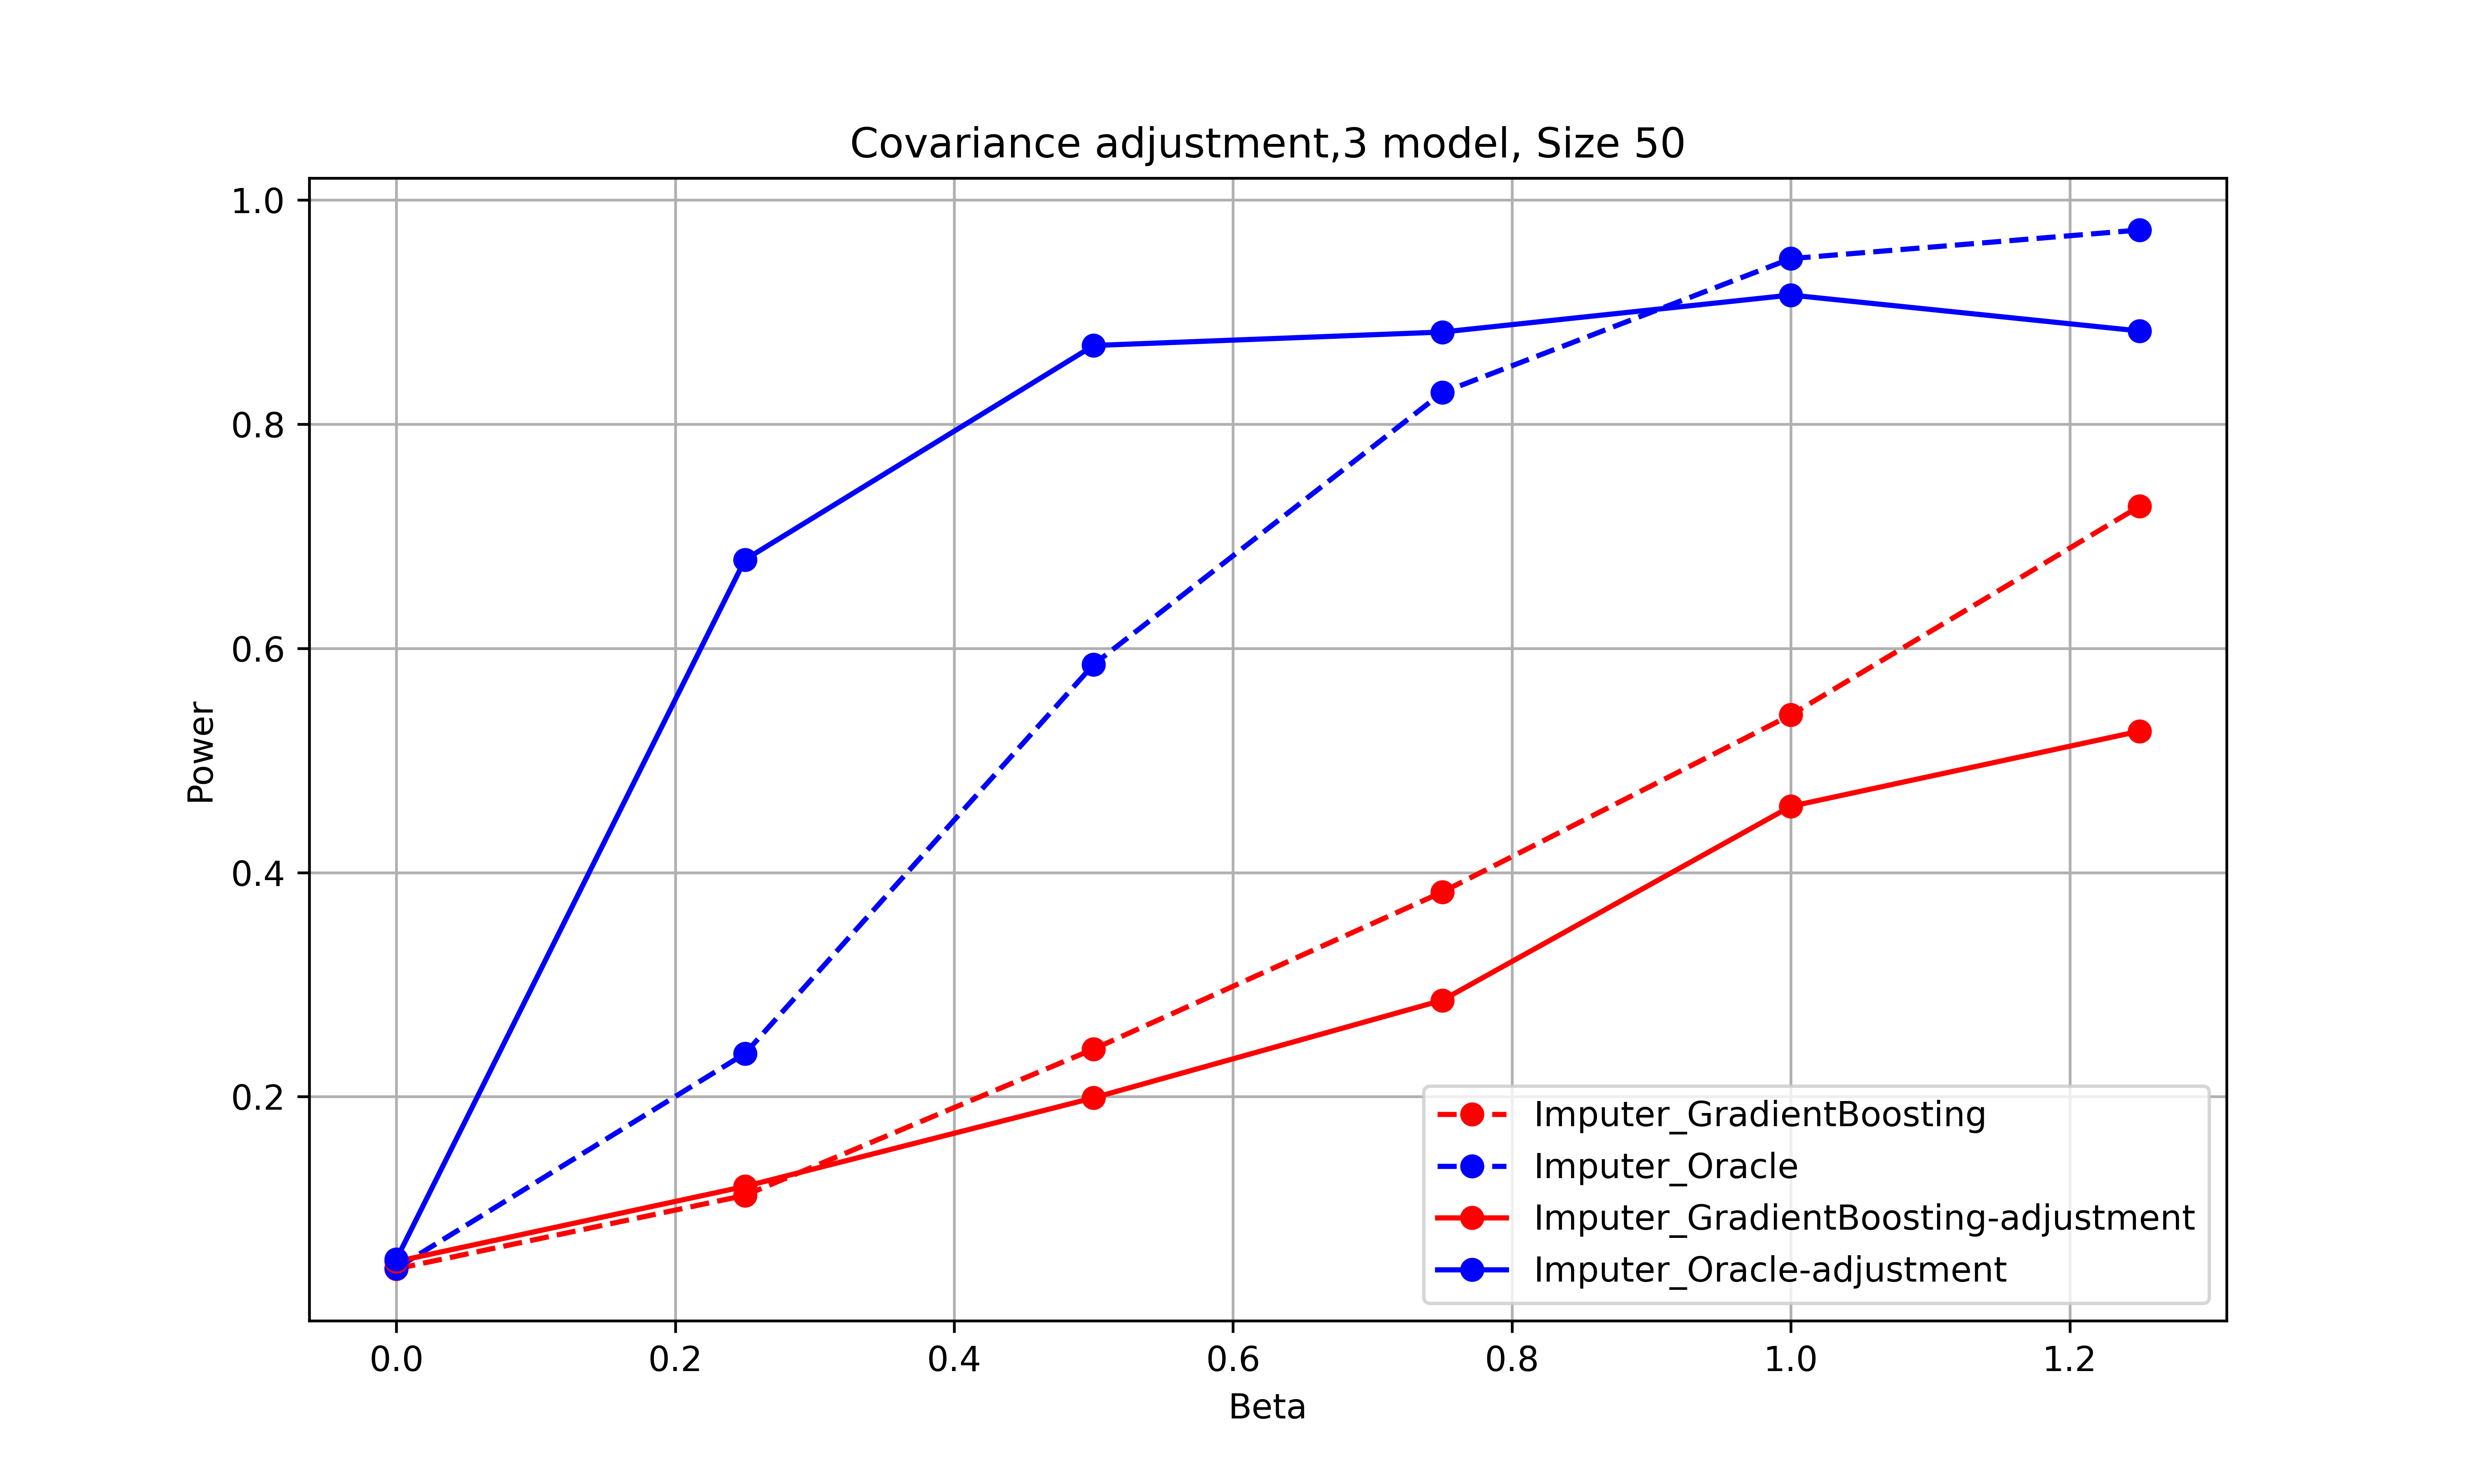 Covariance adjustment,3 model, Size 50
1.0
0.8
0.6
0.4
0.2
Power
Imputer_GradientBoosting
Imputer_Oracle
Imputer_GradientBoosting-adjustment
Imputer_Oracle-adjustment
0.0 0.2 0.4 0.6 0.8 1.0 1.2
Beta